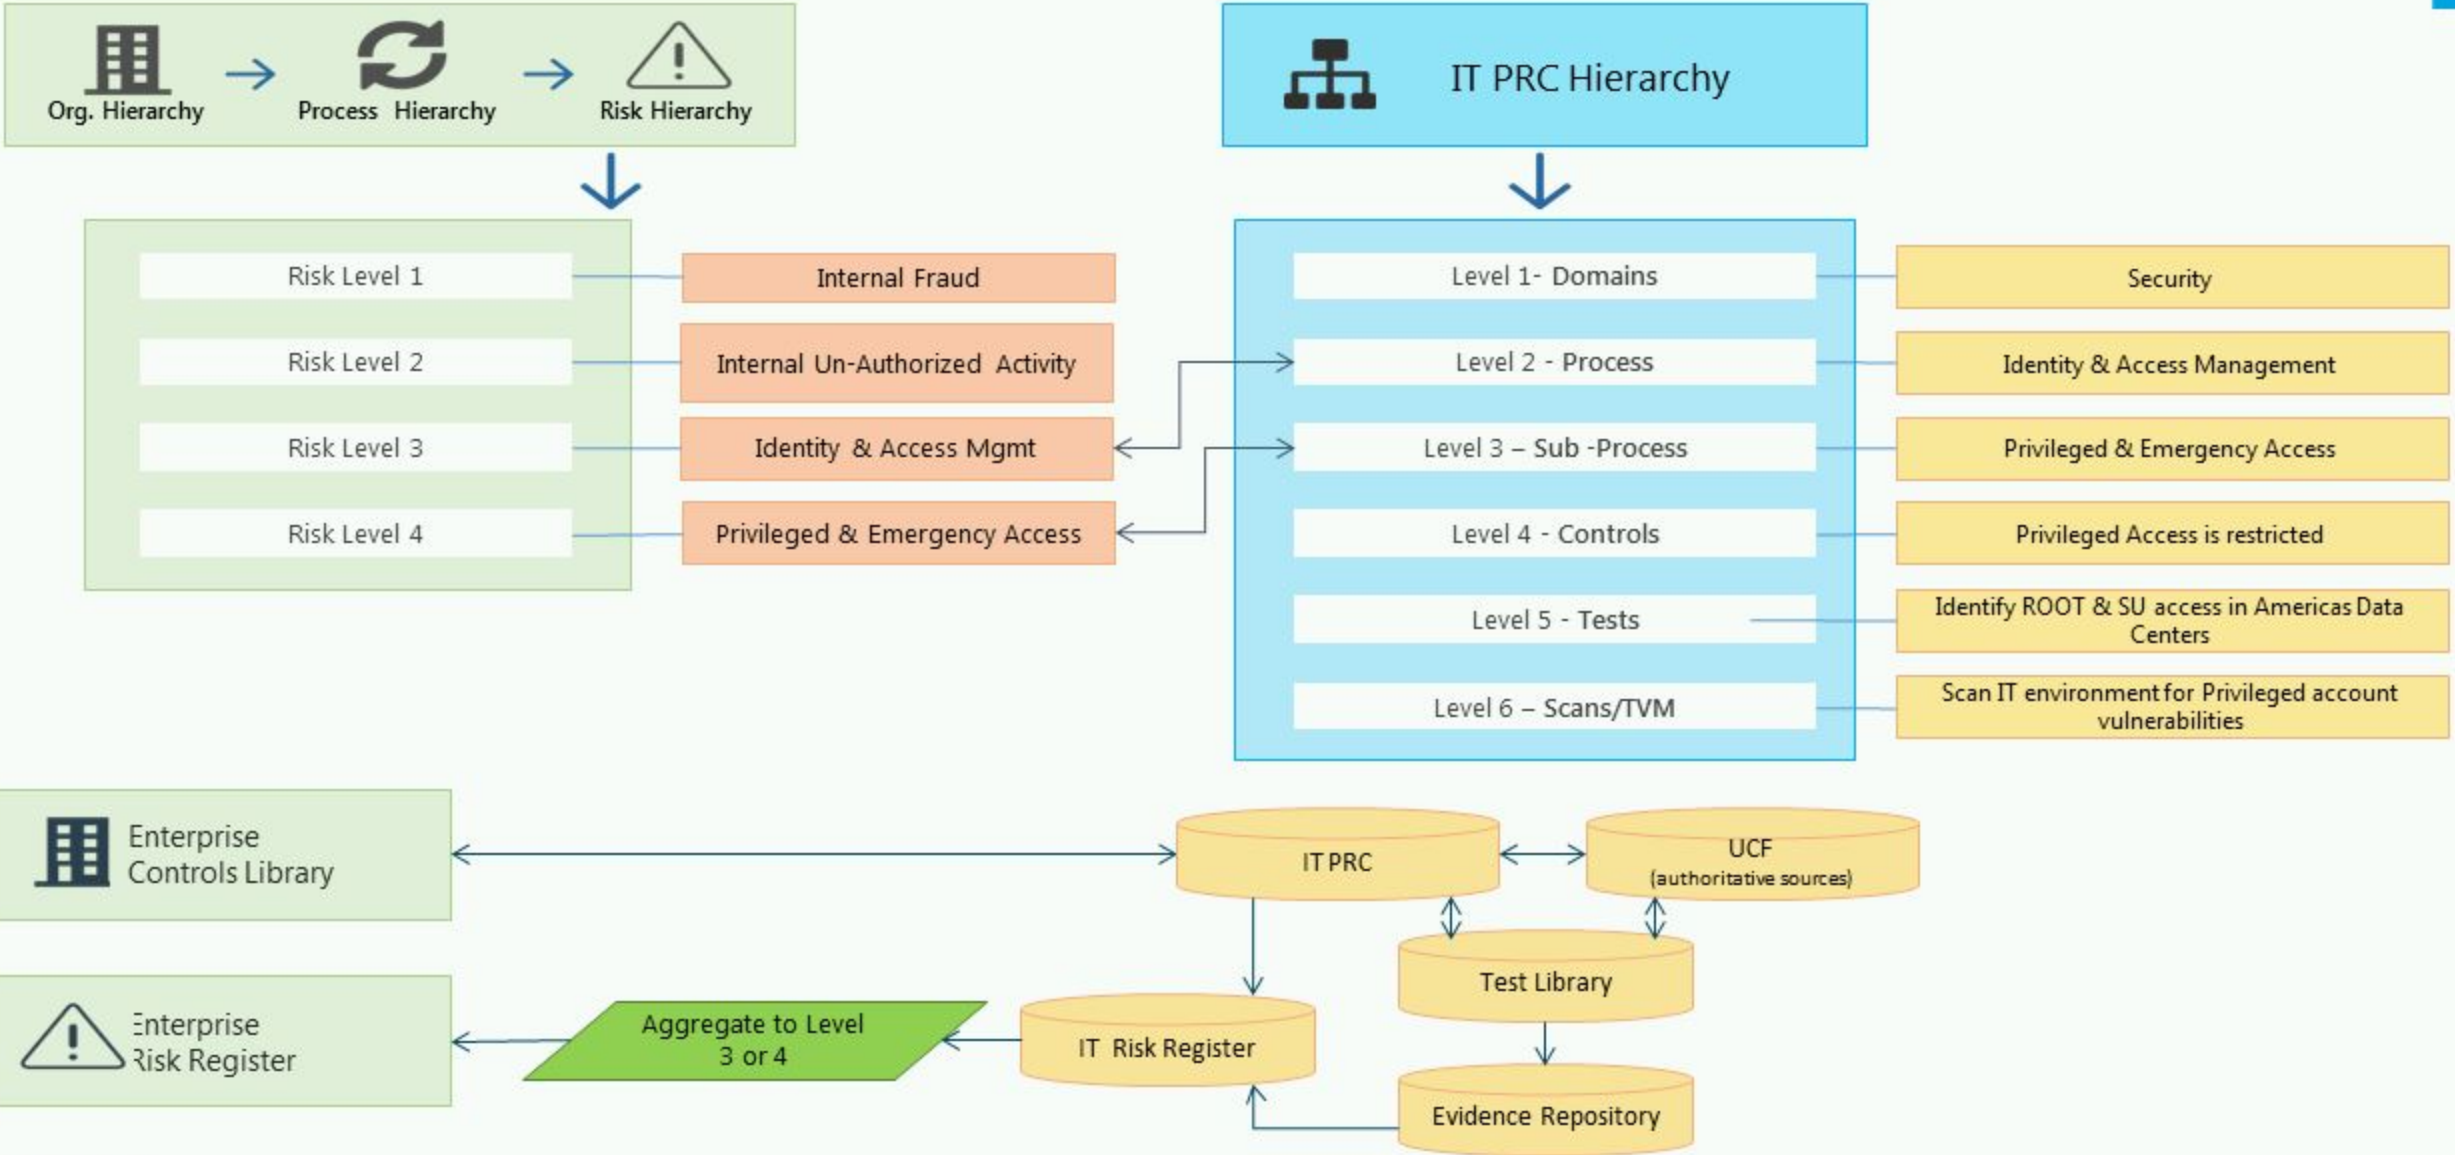 Org. Hierarchy
Process Hierarchy
Risk Hierarchy
IT PRC Hierarchy
Risk Level 1
Internal Fraud
Level 1- Domains
Security
Risk Level 2
Internal Un-Authorized Activity
Level 2 - Process
Identity & Access Management
Risk Level 3
Identity & Access Mgmt
Level 3 – Sub -Process
Privileged & Emergency Access
Risk Level 4
Privileged & Emergency Access
Level 4 - Controls
Privileged Access is restricted
Level 5 - Tests
Identify ROOT & SU access in Americas Data
Centers
Level 6 – Scans/TVM
Scan IT environment for Privileged account
vulnerabilities
Enterprise
Controls Library
IT PRC
UCF
(authoritative sources)
Test Library
Enterprise
Risk Register
Aggregate to Level
3 or 4
IT Risk Register
Evidence Repository